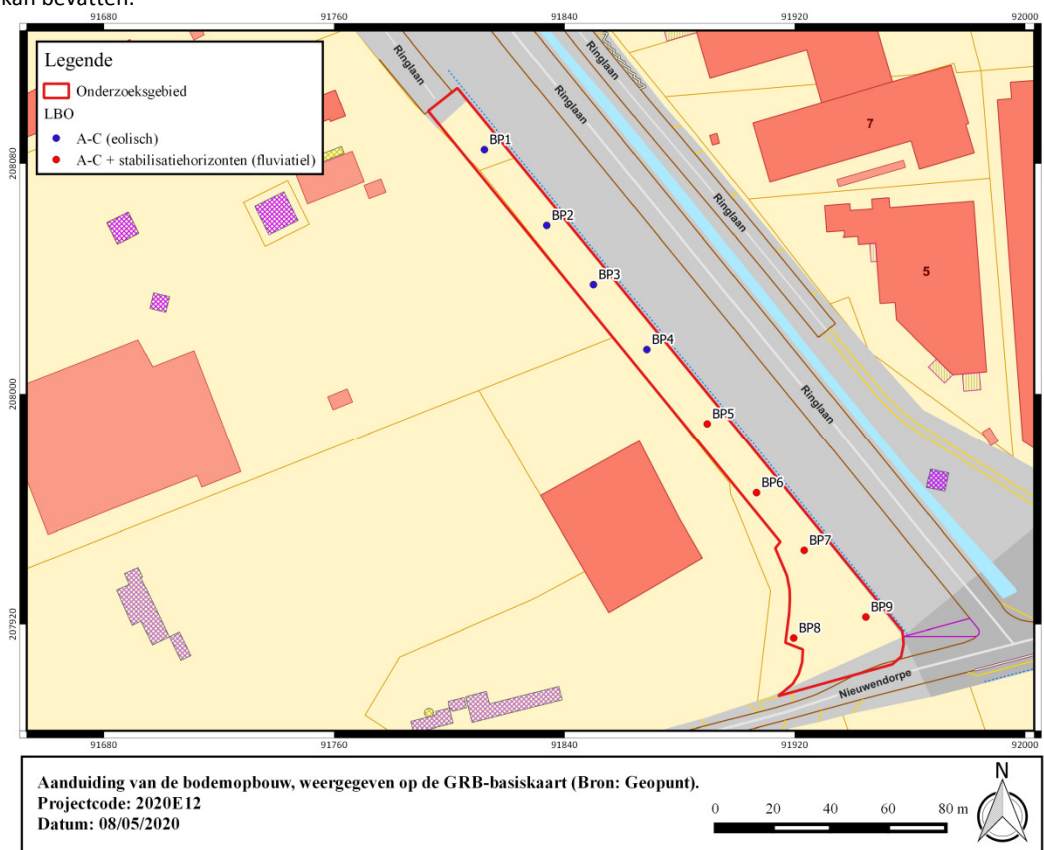 kan bevatten.
91680 91760 91840 91920 92000
Legende
Onderzoeksgebied
LBO
A-C (eolisch)
A-C + stabilisatiehorizonten (fluviatiel)
Ringlaan
Ringlaan
Ringlaan
Ringlaan
Ringlaan
Ringlaan
7
5
208080
208000
207920
BP1
BP2
BP3
BP4
BP5
BP6
BP7
BP9
BP8
Nieuwendorpe
91680 91760 91840 91920 92000
Aanduiding van de bodemopbouw, weergegeven op de GRB-basiskaart (Bron: Geopunt).
Projectcode: 2020E12
Datum: 08/05/2020
0 20 40 60 80 m
N